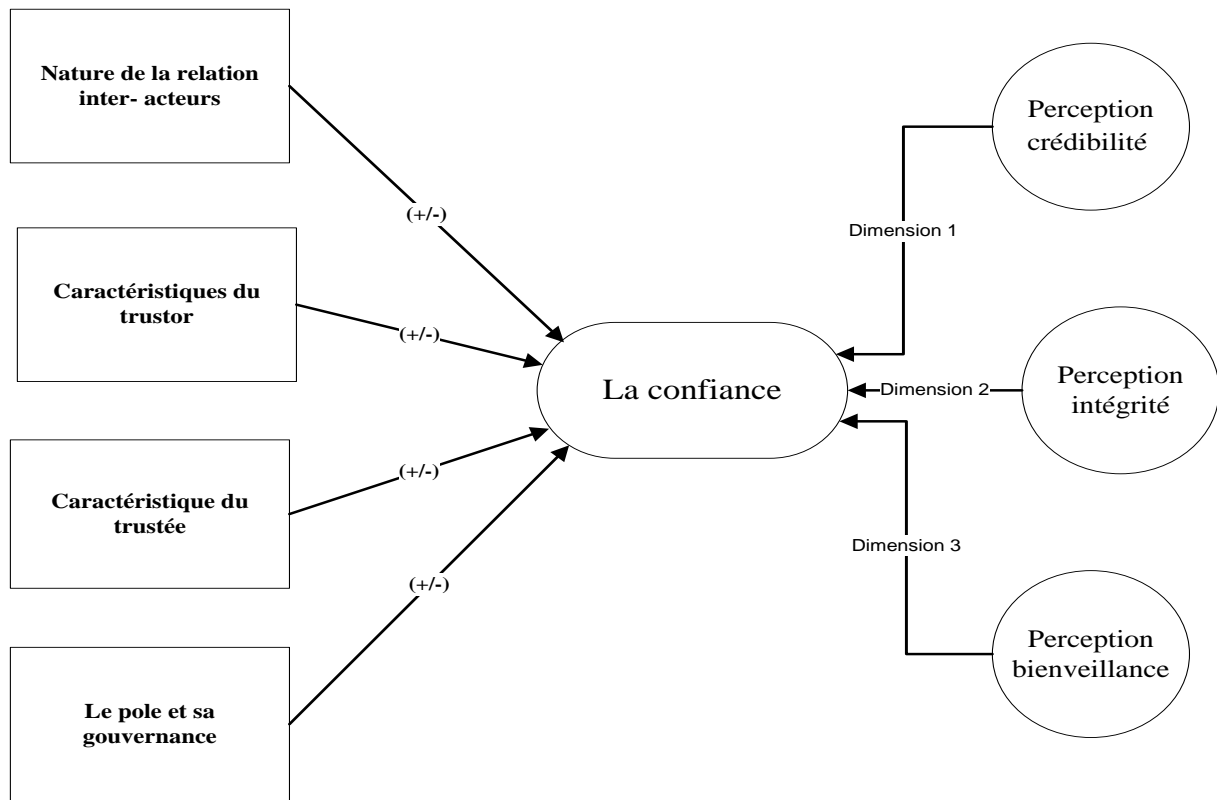 Nature de la relation
inter- acteurs
(+/-)
Caractéristiques du
trustor
(+/-)
Caractéristique du
trustée
(+/-)
Le pole et sa
gouvernance
(+/-)
La confiance
Perception
crédibilité
Dimension 1
Perception
intégrité
Dimension 2
Perception
bienveillance
Dimension 3